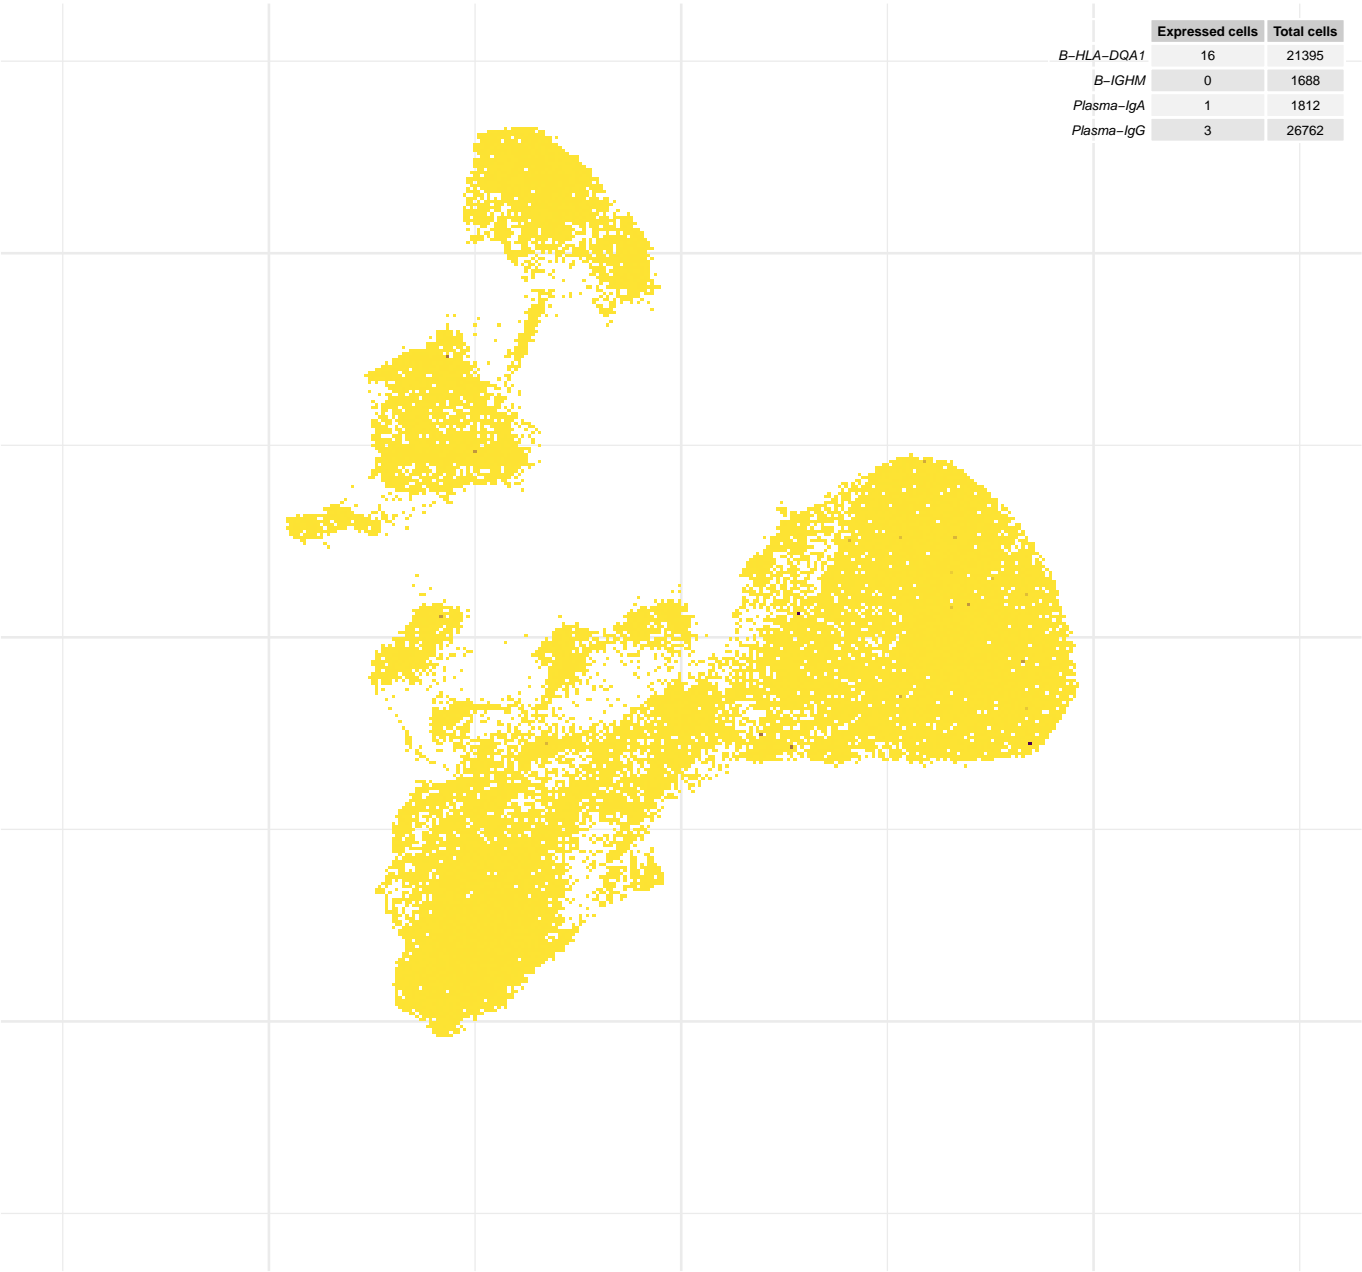 Expressed cells Total cells
B−HLA−DQA1 16 21395
B−IGHM 0 1688
Plasma−IgA 1 1812
Plasma−IgG 3 26762